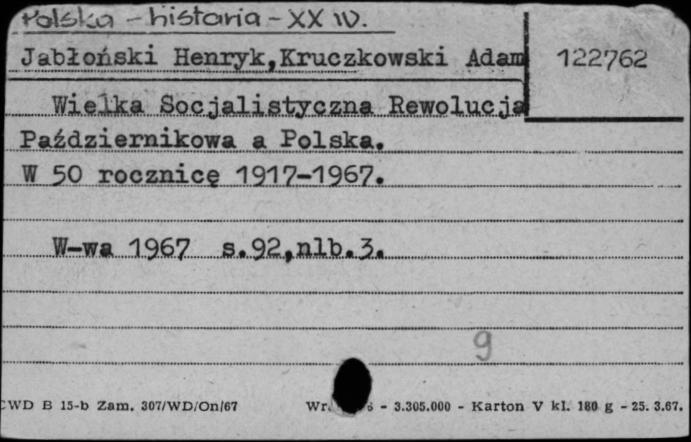 Polska - historia - XX w.
Jabłoński Henryk, Kruczkowski Adam
122762
Wielka Socjalistyczna Rewolucja
Październikowa a Polska.
W 50 rocznicę 1917-1967.
W-wa 1967 s.92,nlb.3.
9
CWD B 15-b Zam. 307/WD/On/67 Wr. - 3.305.000 - Karton V kl. 180 g - 25. 3.67.